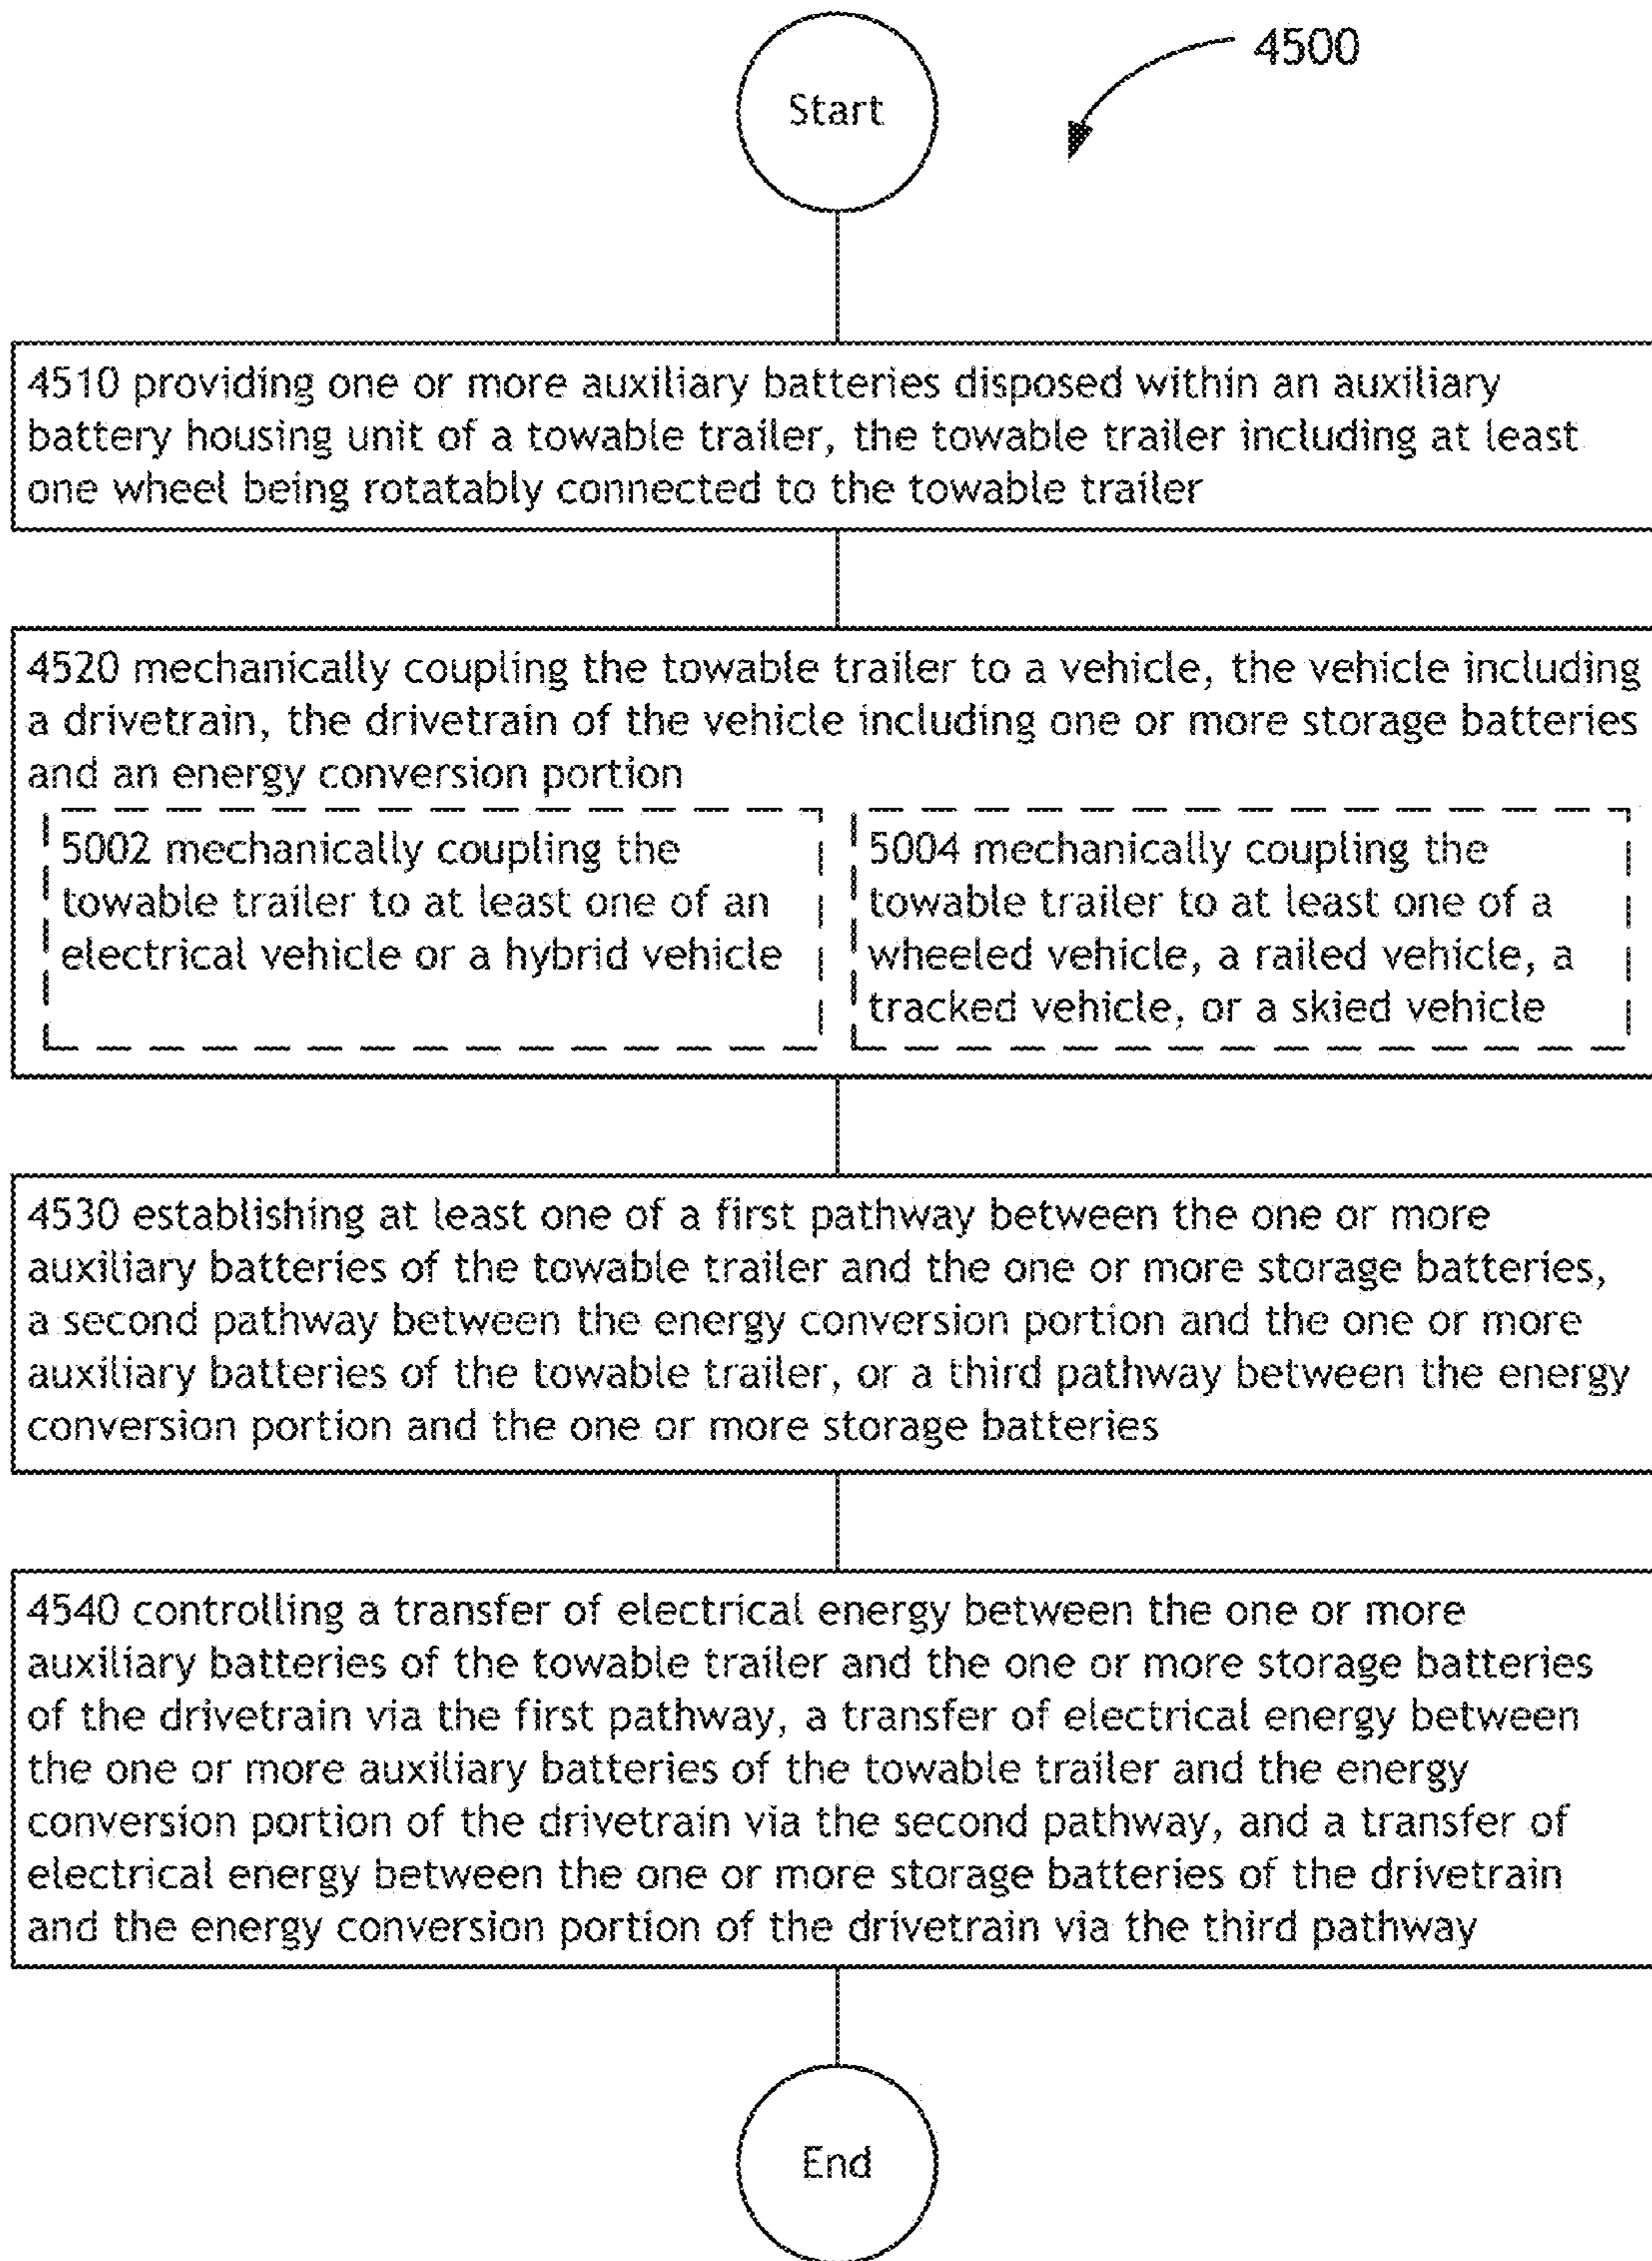 Start
4500
4510 providing one or more auxiliary batteries disposed within an auxiliary
battery housing unit of a towable trailer, the towable trailer including at least
one wheel being rotatably connected to the towable trailer
4520 mechanically coupling the towable trailer to a vehicle, the vehicle including
a drivetrain, the drivetrain of the vehicle including one or more storage batteries
and an energy conversion portion
5002 mechanically coupling the
towable trailer to at least one of an
electrical vehicle or a hybrid vehicle
5004 mechanically coupling the
towable trailer to at least one of a
wheeled vehicle, a railed vehicle, a
tracked vehicle, or a skied vehicle
4530 establishing at least one of a first pathway between the one or more
auxiliary batteries of the towable trailer and the one or more storage batteries,
a second pathway between the energy conversion portion and the one or more
auxiliary batteries of the towable trailer, or a third pathway between the energy
conversion portion and the one or more storage batteries
4540 controlling a transfer of electrical energy between the one or more
auxiliary batteries of the towable trailer and the one or more storage batteries
of the drivetrain via the first pathway, a transfer of electrical energy between
the one or more auxiliary batteries of the towable trailer and the energy
conversion portion of the drivetrain via the second pathway, and a transfer of
electrical energy between the one or more storage batteries of the drivetrain
and the energy conversion portion of the drivetrain via the third pathway
End